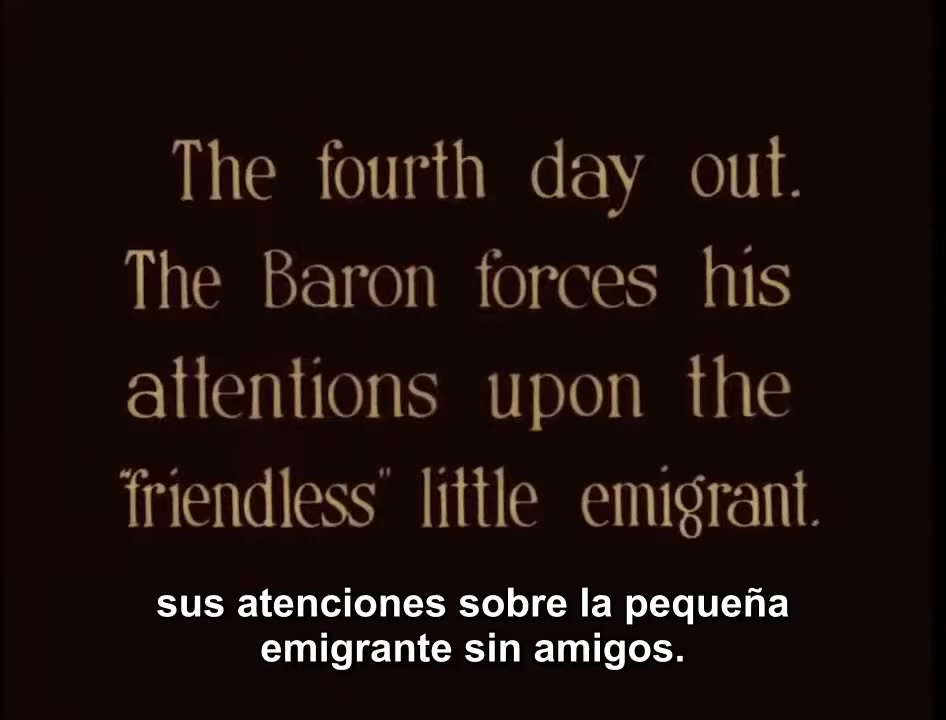 The fourth day out.
The Baron forces his
attentions upon the
"friendless" little emigrant.
sus atenciones sobre la pequeña
emigrante sin amigos.